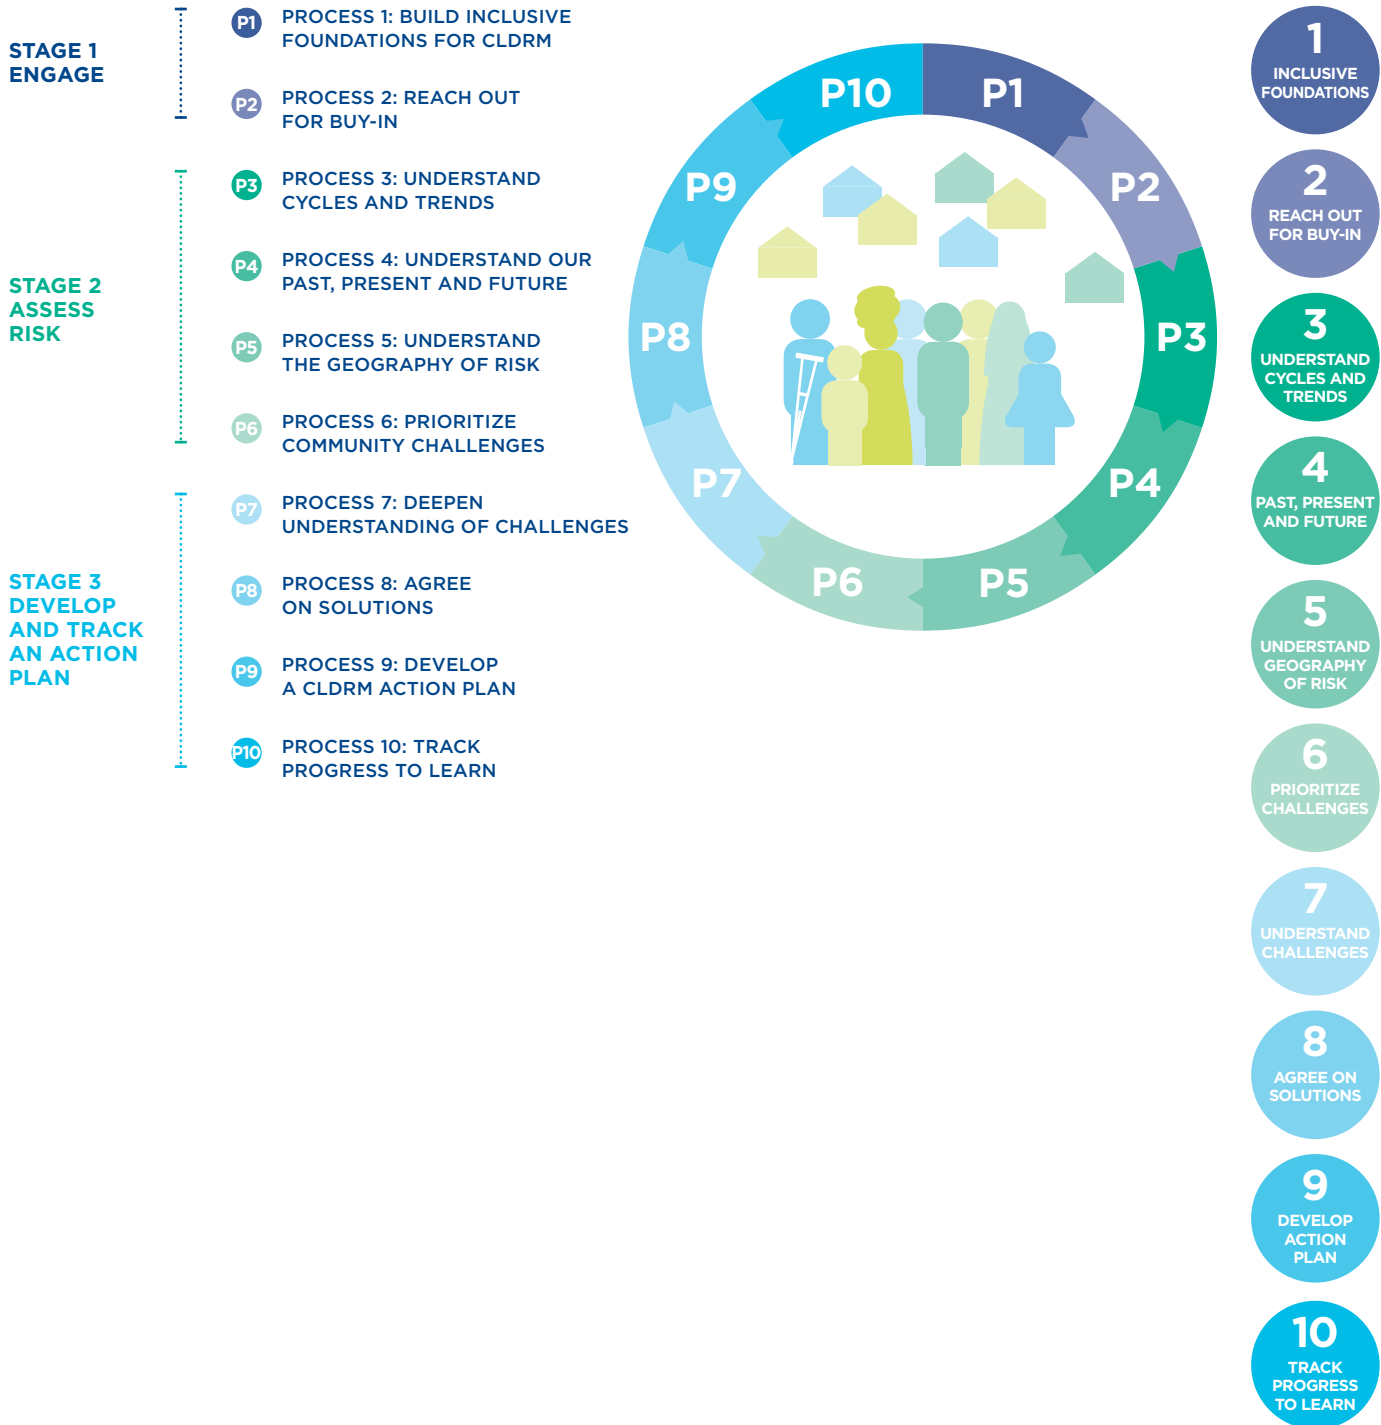 STAGE 1
ENGAGE
P1
PROCESS 1: BUILD INCLUSIVE
FOUNDATIONS FOR CLDRM
P2
PROCESS 2: REACH OUT
FOR BUY-IN
STAGE 2
ASSESS
RISK
P3
PROCESS 3: UNDERSTAND
CYCLES AND TRENDS
P4
PROCESS 4: UNDERSTAND OUR
PAST, PRESENT AND FUTURE
P5
PROCESS 5: UNDERSTAND
THE GEOGRAPHY OF RISK
P6
PROCESS 6: PRIORITIZE
COMMUNITY CHALLENGES
STAGE 3
DEVELOP
AND TRACK
AN ACTION
PLAN
P7
PROCESS 7: DEEPEN
UNDERSTANDING OF CHALLENGES
P8
PROCESS 8: AGREE
ON SOLUTIONS
P9
PROCESS 9: DEVELOP
A CLDRM ACTION PLAN
P10
PROCESS 10: TRACK
PROGRESS TO LEARN
P1
P2
P3
P4
P5
P6
P7
P8
P9
P10
1
INCLUSIVE
FOUNDATIONS
2
REACH OUT
FOR BUY-IN
3
UNDERSTAND
CYCLES AND
TRENDS
4
PAST, PRESENT
AND FUTURE
5
UNDERSTAND
GEOGRAPHY
OF RISK
6
PRIORITIZE
CHALLENGES
7
UNDERSTAND
CHALLENGES
8
AGREE ON
SOLUTIONS
9
DEVELOP
ACTION
PLAN
10
TRACK
PROGRESS
TO LEARN